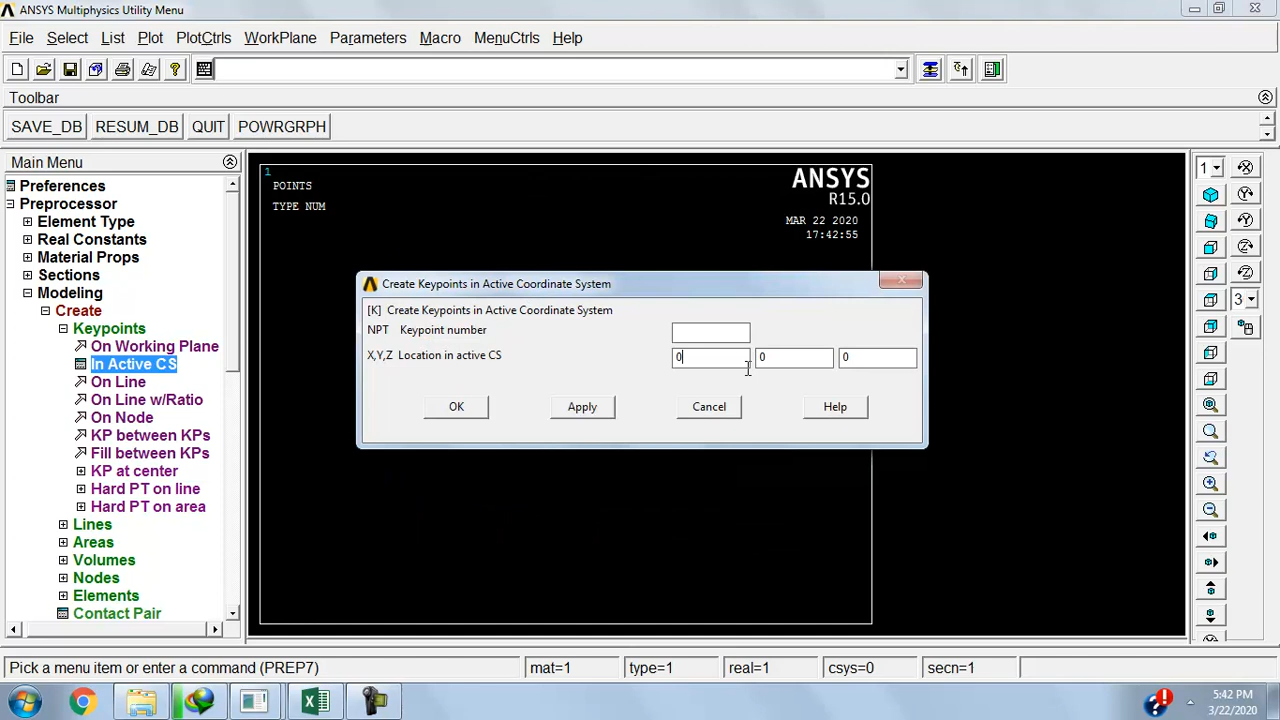 ANSYS Multiphysics Utility Menu
File Select List Plot PlotCtrls WorkPlane Parameters Macro MenuCtrls Help
Toolbar
SAVE_DB RESUM_DB QUIT POWRGRPH
Main Menu
Preferences
Preprocessor
Element Type
Real Constants
Material Props
Sections
Modeling
Create
Keypoints
On Working Plane
In Active CS
On Line
On Line w/Ratio
On Node
KP between KPs
Fill between KPs
KP at center
Hard PT on line
Hard PT on area
Lines
Areas
Volumes
Nodes
Elements
Contact Pair
1
POINTS
TYPE NUM
ANSYS
R15.0
MAR 22 2020
17:42:55
Create Keypoints in Active Coordinate System
[K] Create Keypoints in Active Coordinate System
NPT Keypoint number
X,Y,Z Location in active CS 0 0 0
OK Apply Cancel Help
1
3
Pick a menu item or enter a command (PREP7) mat=1 type=1 real=1 csys=0 secn=1
5:42 PM
3/22/2020